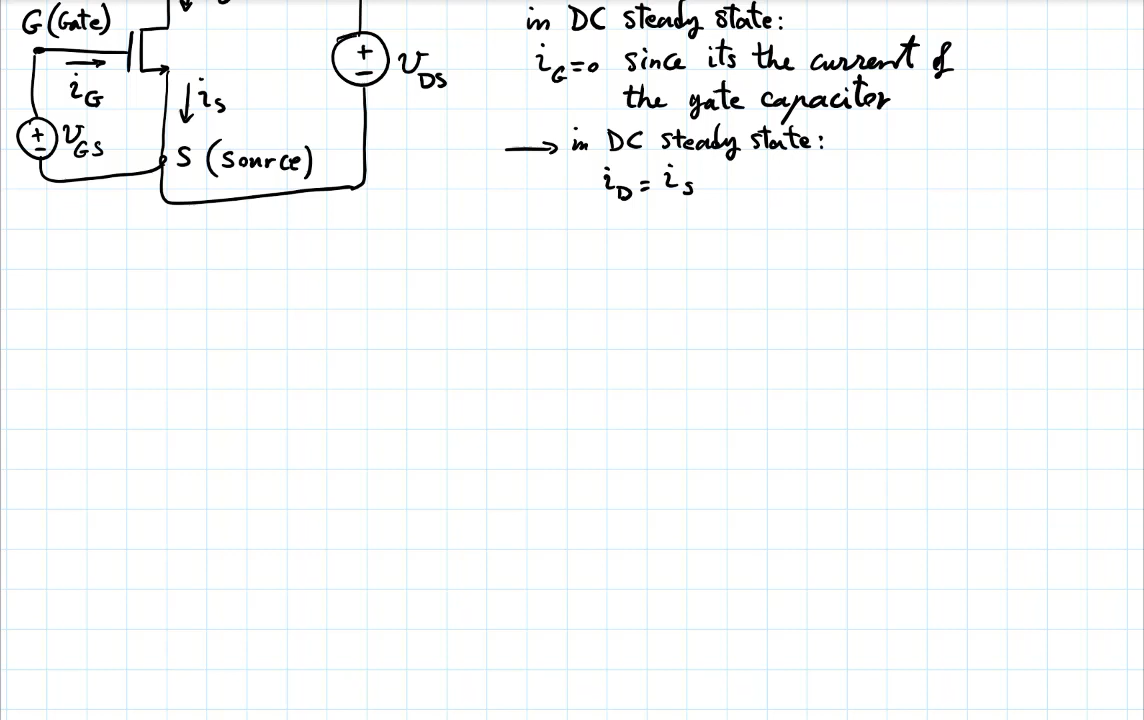 G (Gate)
i_G
i_S
+
−
v_GS
S (Source)
+
−
v_DS
in DC steady state:
i_G = 0 since its the current of
the gate capacitor
→ in DC steady state:
i_D = i_S